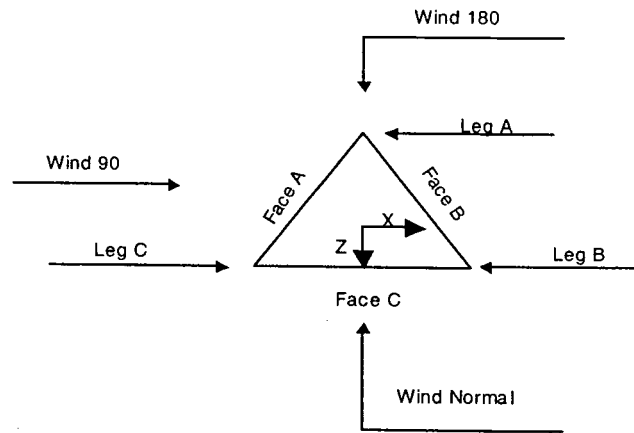 Wind 180
Leg A
Wind 90
Face A
Face B
X
Z
Leg C
Leg B
Face C
Wind Normal